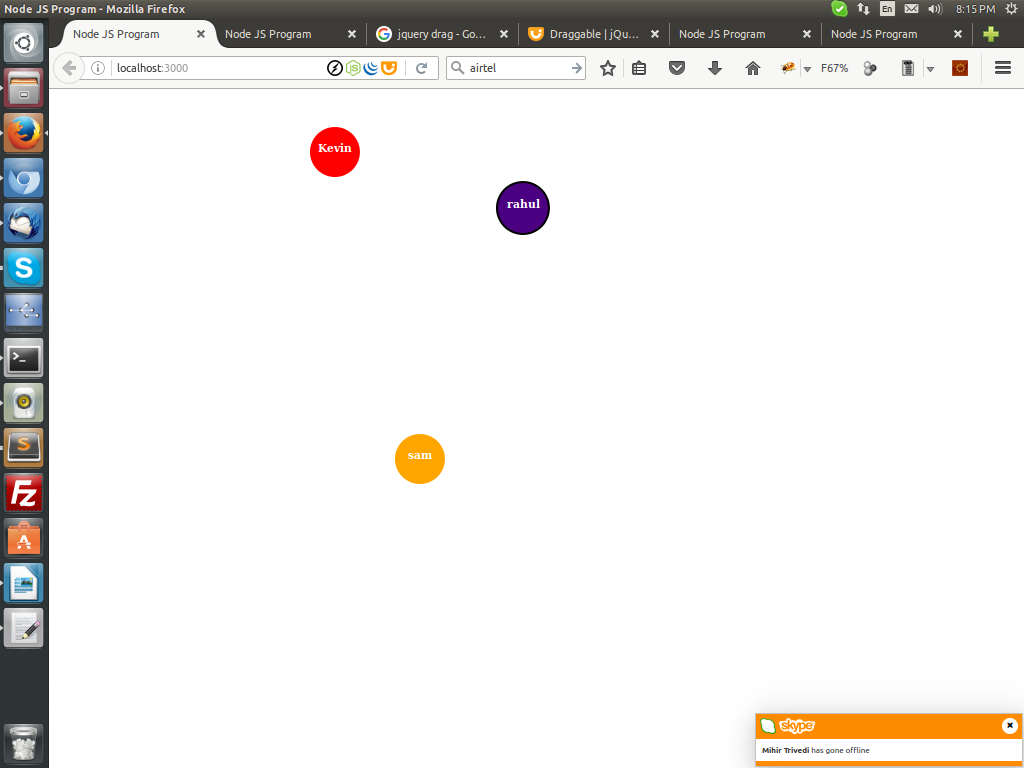 Node JS Program - Mozilla Firefox
En
8:15 PM
Node JS Program
Node JS Program
jquery drag - Go...
Draggable | jQu...
Node JS Program
Node JS Program
localhost:3000
airtel
F67%
Kevin
rahul
sam
skype
Mihir Trivedi has gone offline